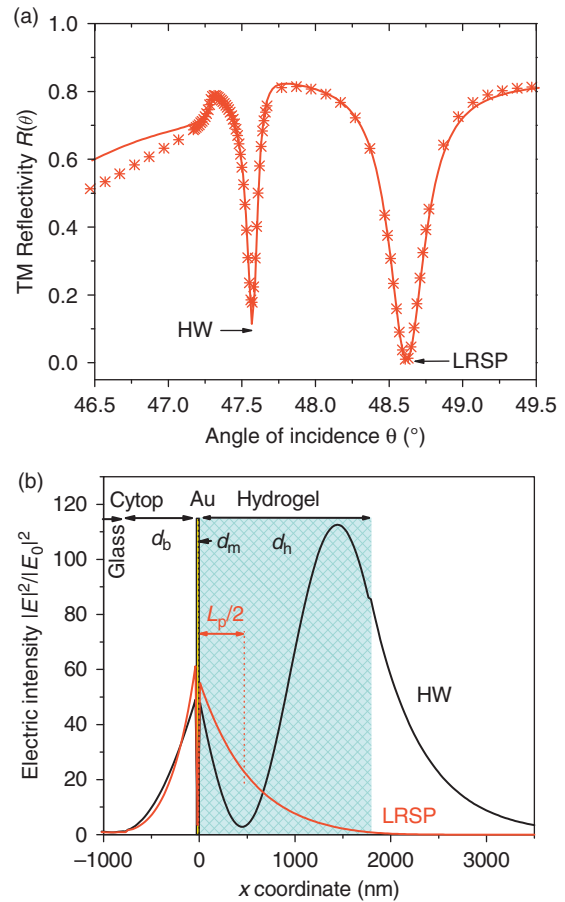 (a)
1.0
0.8
0.6
0.4
0.2
0.0
TM Reflectivity R(θ)
HW
LRSP
46.5 47.0 47.5 48.0 48.5 49.0 49.5
Angle of incidence θ (°)
(b)
120
100
80
60
40
20
0
Electric intensity |E|²/|E₀|²
Glass
Cytop Au Hydrogel
d_b d_m d_h
L_p/2
HW
LRSP
–1000 0 1000 2000 3000
x coordinate (nm)